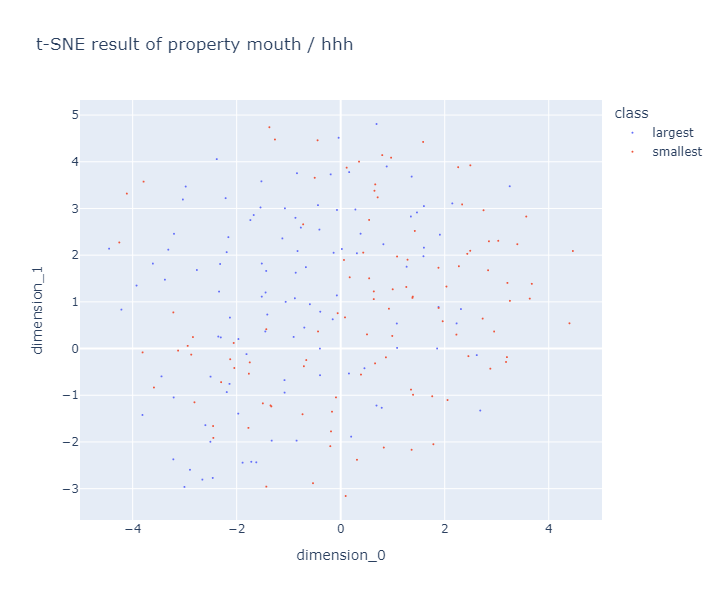 t-SNE result of property mouth / hhh
class
largest
smallest
dimension_1
5
4
3
2
1
0
−1
−2
−3
−4
−2
0
2
4
dimension_0